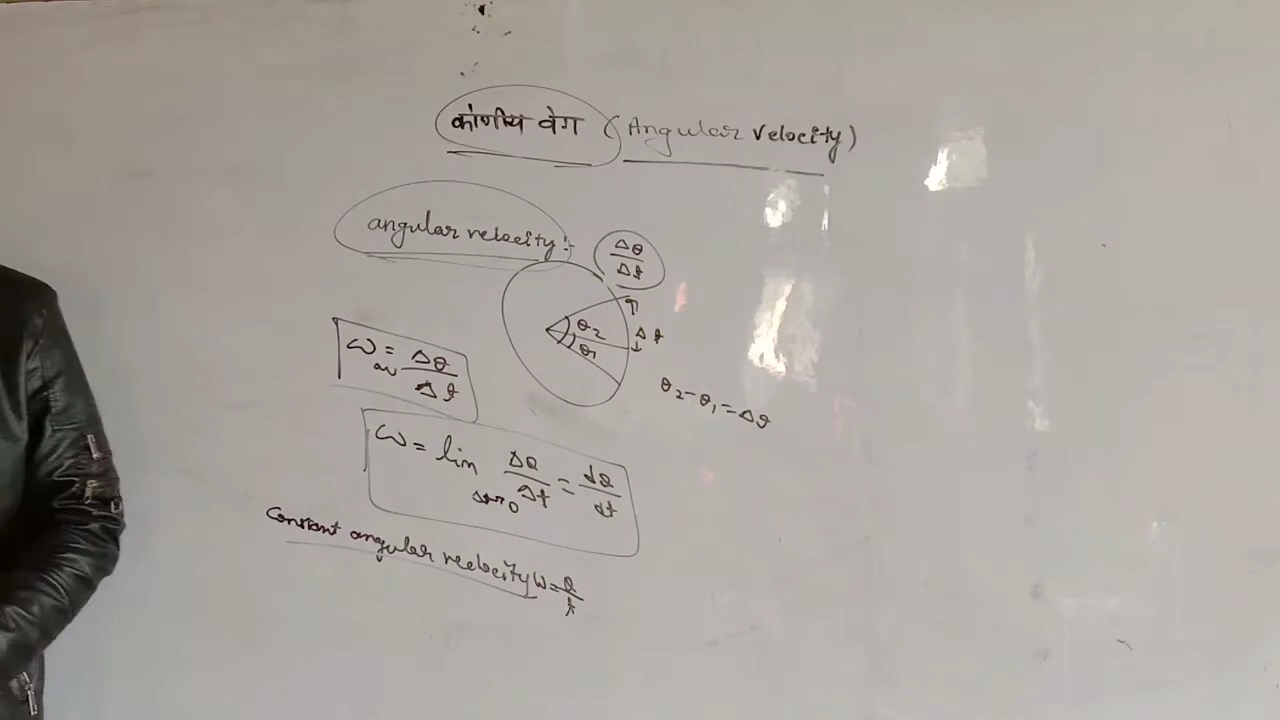 कोणीय वेग (Angular velocity)
angular velocity :-
Δθ/Δt
θ2
θ1
Δt
ω av = Δθ/Δt
θ2 - θ1 = Δθ
ω = lim Δt→0 Δθ/Δt = dθ/dt
Constant angular velocity ω = θ/t